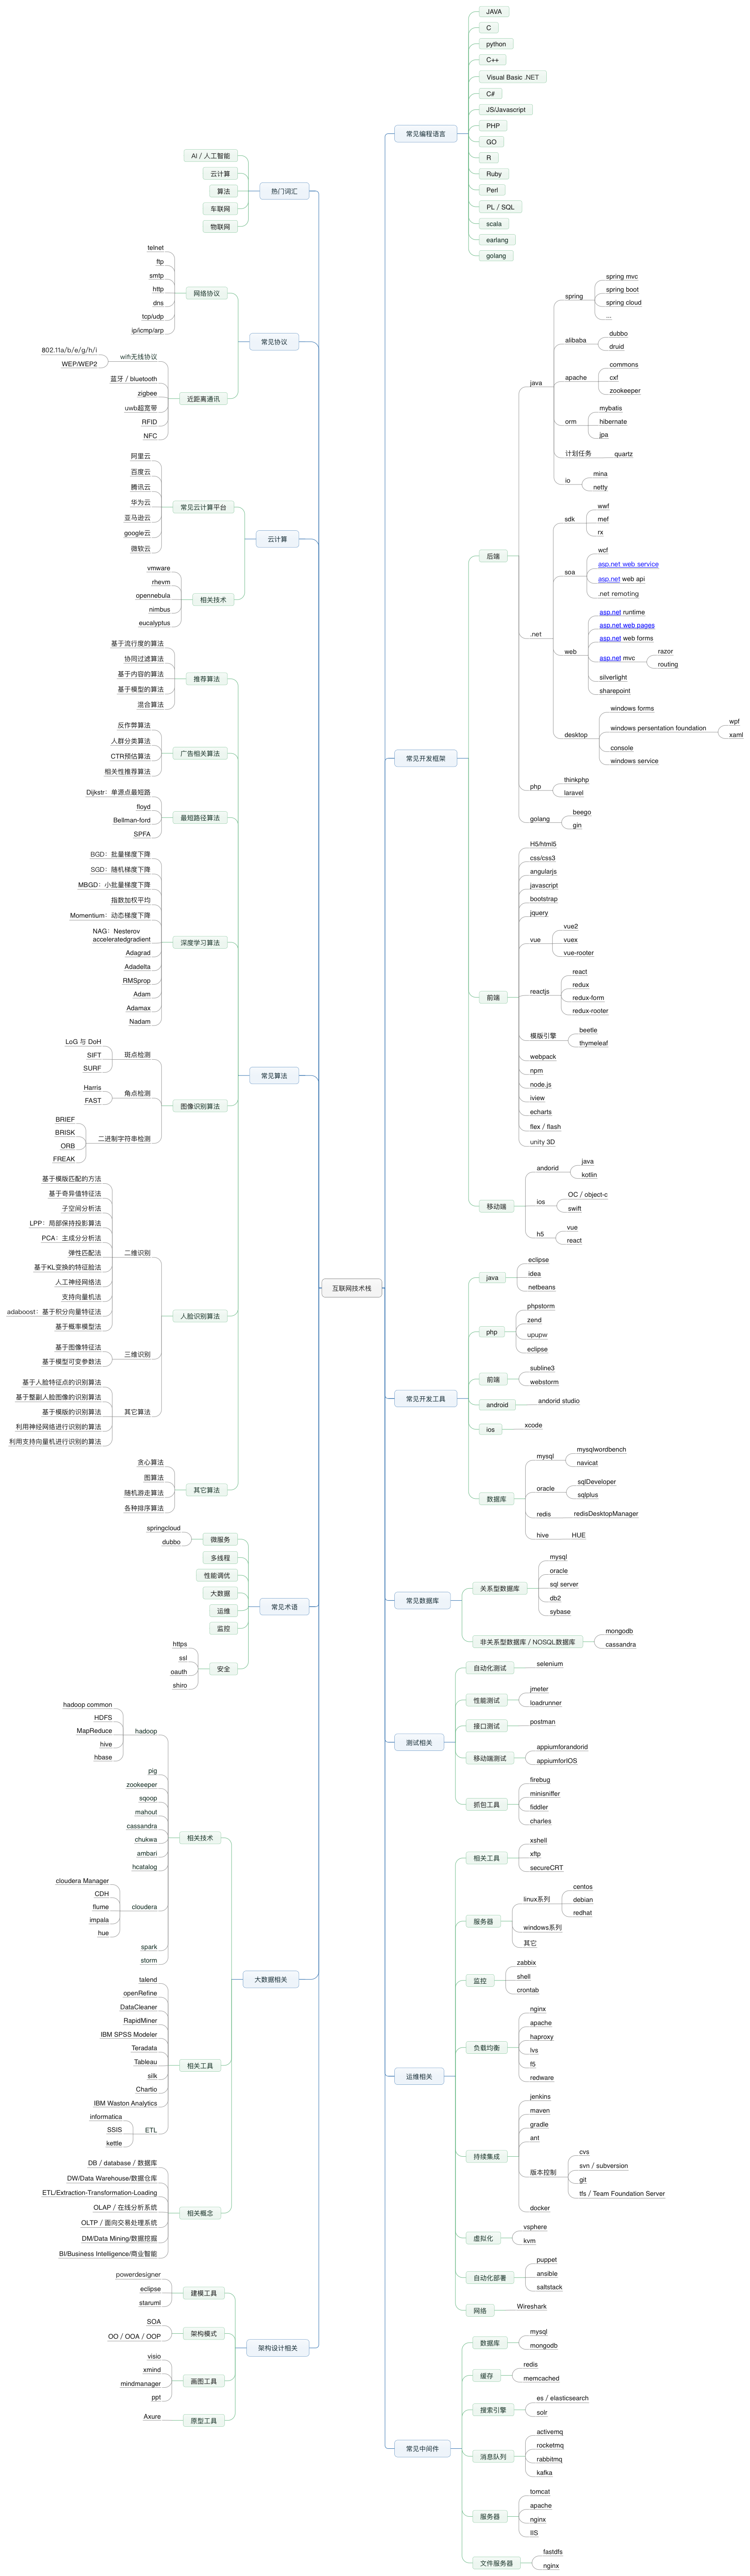 互联网技术栈
常见编程语言
JAVA
C
python
C++
Visual Basic .NET
C#
JS/Javascript
PHP
GO
R
Ruby
Perl
PL / SQL
scala
earlang
golang
常见开发框架
后端
java
spring
spring mvc
spring boot
spring cloud
...
alibaba
dubbo
druid
apache
commons
cxf
zookeeper
orm
mybatis
hibernate
jpa
计划任务
quartz
io
mina
netty
.net
sdk
wwf
mef
rx
soa
wcf
asp.net web service
asp.net web api
.net remoting
web
asp.net runtime
asp.net web pages
asp.net web forms
asp.net mvc
razor
routing
silverlight
sharepoint
desktop
windows forms
windows persentation foundation
wpf
xaml
console
windows service
php
thinkphp
laravel
golang
beego
gin
前端
H5/html5
css/css3
angularjs
javascript
bootstrap
jquery
vue
vue2
vuex
vue-rooter
reactjs
react
redux
redux-form
redux-rooter
模版引擎
beetle
thymeleaf
webpack
npm
node.js
iview
echarts
flex / flash
unity 3D
移动端
andorid
java
kotlin
ios
OC / object-c
swift
h5
vue
react
常见开发工具
java
eclipse
idea
netbeans
php
phpstorm
zend
upupw
eclipse
前端
subline3
webstorm
android
andorid studio
ios
xcode
数据库
mysql
mysqlwordbench
navicat
oracle
sqlDeveloper
sqlplus
redis
redisDesktopManager
hive
HUE
常见数据库
关系型数据库
mysql
oracle
sql server
db2
sybase
非关系型数据库 / NOSQL数据库
mongodb
cassandra
测试相关
自动化测试
selenium
性能测试
jmeter
loadrunner
接口测试
postman
移动端测试
appiumforandorid
appiumforIOS
抓包工具
firebug
minisniffer
fiddler
charles
运维相关
相关工具
xshell
xftp
secureCRT
服务器
linux系列
centos
debian
redhat
windows系列
其它
监控
zabbix
shell
crontab
负载均衡
nginx
apache
haproxy
lvs
f5
redware
持续集成
jenkins
maven
gradle
ant
版本控制
cvs
svn / subversion
git
tfs / Team Foundation Server
docker
虚拟化
vsphere
kvm
自动化部署
puppet
ansible
saltstack
网络
Wireshark
常见中间件
数据库
mysql
mongodb
缓存
redis
memcached
搜索引擎
es / elasticsearch
solr
消息队列
activemq
rocketmq
rabbitmq
kafka
服务器
tomcat
apache
nginx
IIS
文件服务器
fastdfs
nginx
热门词汇
AI / 人工智能
云计算
算法
车联网
物联网
常见协议
网络协议
telnet
ftp
smtp
http
dns
tcp/udp
ip/icmp/arp
近距离通讯
wifi无线协议
802.11a/b/e/g/h/i
WEP/WEP2
蓝牙 / bluetooth
zigbee
uwb超宽带
RFID
NFC
云计算
常见云计算平台
阿里云
百度云
腾讯云
华为云
亚马逊云
google云
微软云
相关技术
vmware
rhevm
opennebula
nimbus
eucalyptus
常见算法
推荐算法
基于流行度的算法
协同过滤算法
基于内容的算法
基于模型的算法
混合算法
广告相关算法
反作弊算法
人群分类算法
CTR预估算法
相关性推荐算法
最短路径算法
Dijkstr：单源点最短路
floyd
Bellman-ford
SPFA
深度学习算法
BGD：批量梯度下降
SGD：随机梯度下降
MBGD：小批量梯度下降
指数加权平均
Momentium：动态梯度下降
NAG：Nesterov
acceleratedgradient
Adagrad
Adadelta
RMSprop
Adam
Adamax
Nadam
图像识别算法
斑点检测
LoG 与 DoH
SIFT
SURF
角点检测
Harris
FAST
二进制字符串检测
BRIEF
BRISK
ORB
FREAK
人脸识别算法
二维识别
基于模版匹配的方法
基于奇异值特征法
子空间分析法
LPP：局部保持投影算法
PCA：主成分分析法
弹性匹配法
基于KL变换的特征脸法
人工神经网络法
支持向量机法
adaboost：基于积分向量特征法
基于概率模型法
三维识别
基于图像特征法
基于模型可变参数法
其它算法
基于人脸特征点的识别算法
基于整副人脸图像的识别算法
基于模版的识别算法
利用神经网络进行识别的算法
利用支持向量机进行识别的算法
其它算法
贪心算法
图算法
随机游走算法
各种排序算法
常见术语
微服务
springcloud
dubbo
多线程
性能调优
大数据
运维
监控
安全
https
ssl
oauth
shiro
大数据相关
相关技术
hadoop
hadoop common
HDFS
MapReduce
hive
hbase
pig
zookeeper
sqoop
mahout
cassandra
chukwa
ambari
hcatalog
cloudera
cloudera Manager
CDH
flume
impala
hue
spark
storm
相关工具
talend
openRefine
DataCleaner
RapidMiner
IBM SPSS Modeler
Teradata
Tableau
silk
Chartio
IBM Waston Analytics
ETL
informatica
SSIS
kettle
相关概念
DB / database / 数据库
DW/Data Warehouse/数据仓库
ETL/Extraction-Transformation-Loading
OLAP / 在线分析系统
OLTP / 面向交易处理系统
DM/Data Mining/数据挖掘
BI/Business Intelligence/商业智能
架构设计相关
建模工具
powerdesigner
eclipse
staruml
架构模式
SOA
OO / OOA / OOP
画图工具
visio
xmind
mindmanager
ppt
原型工具
Axure